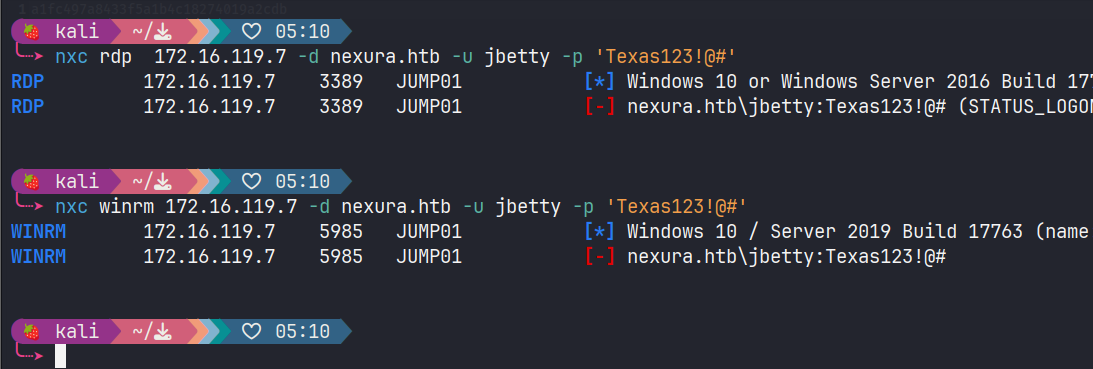 1 a1fc497a8433f5a1b4c18274019a2cdb
kali ~/ 05:10
nxc rdp  172.16.119.7 -d nexura.htb -u jbetty -p 'Texas123!@#'
RDP 172.16.119.7 3389 JUMP01 [*] Windows 10 or Windows Server 2016 Build 177
RDP 172.16.119.7 3389 JUMP01 [-] nexura.htb\jbetty:Texas123!@# (STATUS_LOGON
kali ~/ 05:10
nxc winrm 172.16.119.7 -d nexura.htb -u jbetty -p 'Texas123!@#'
WINRM 172.16.119.7 5985 JUMP01 [*] Windows 10 / Server 2019 Build 17763 (name
WINRM 172.16.119.7 5985 JUMP01 [-] nexura.htb\jbetty:Texas123!@#
kali ~/ 05:10